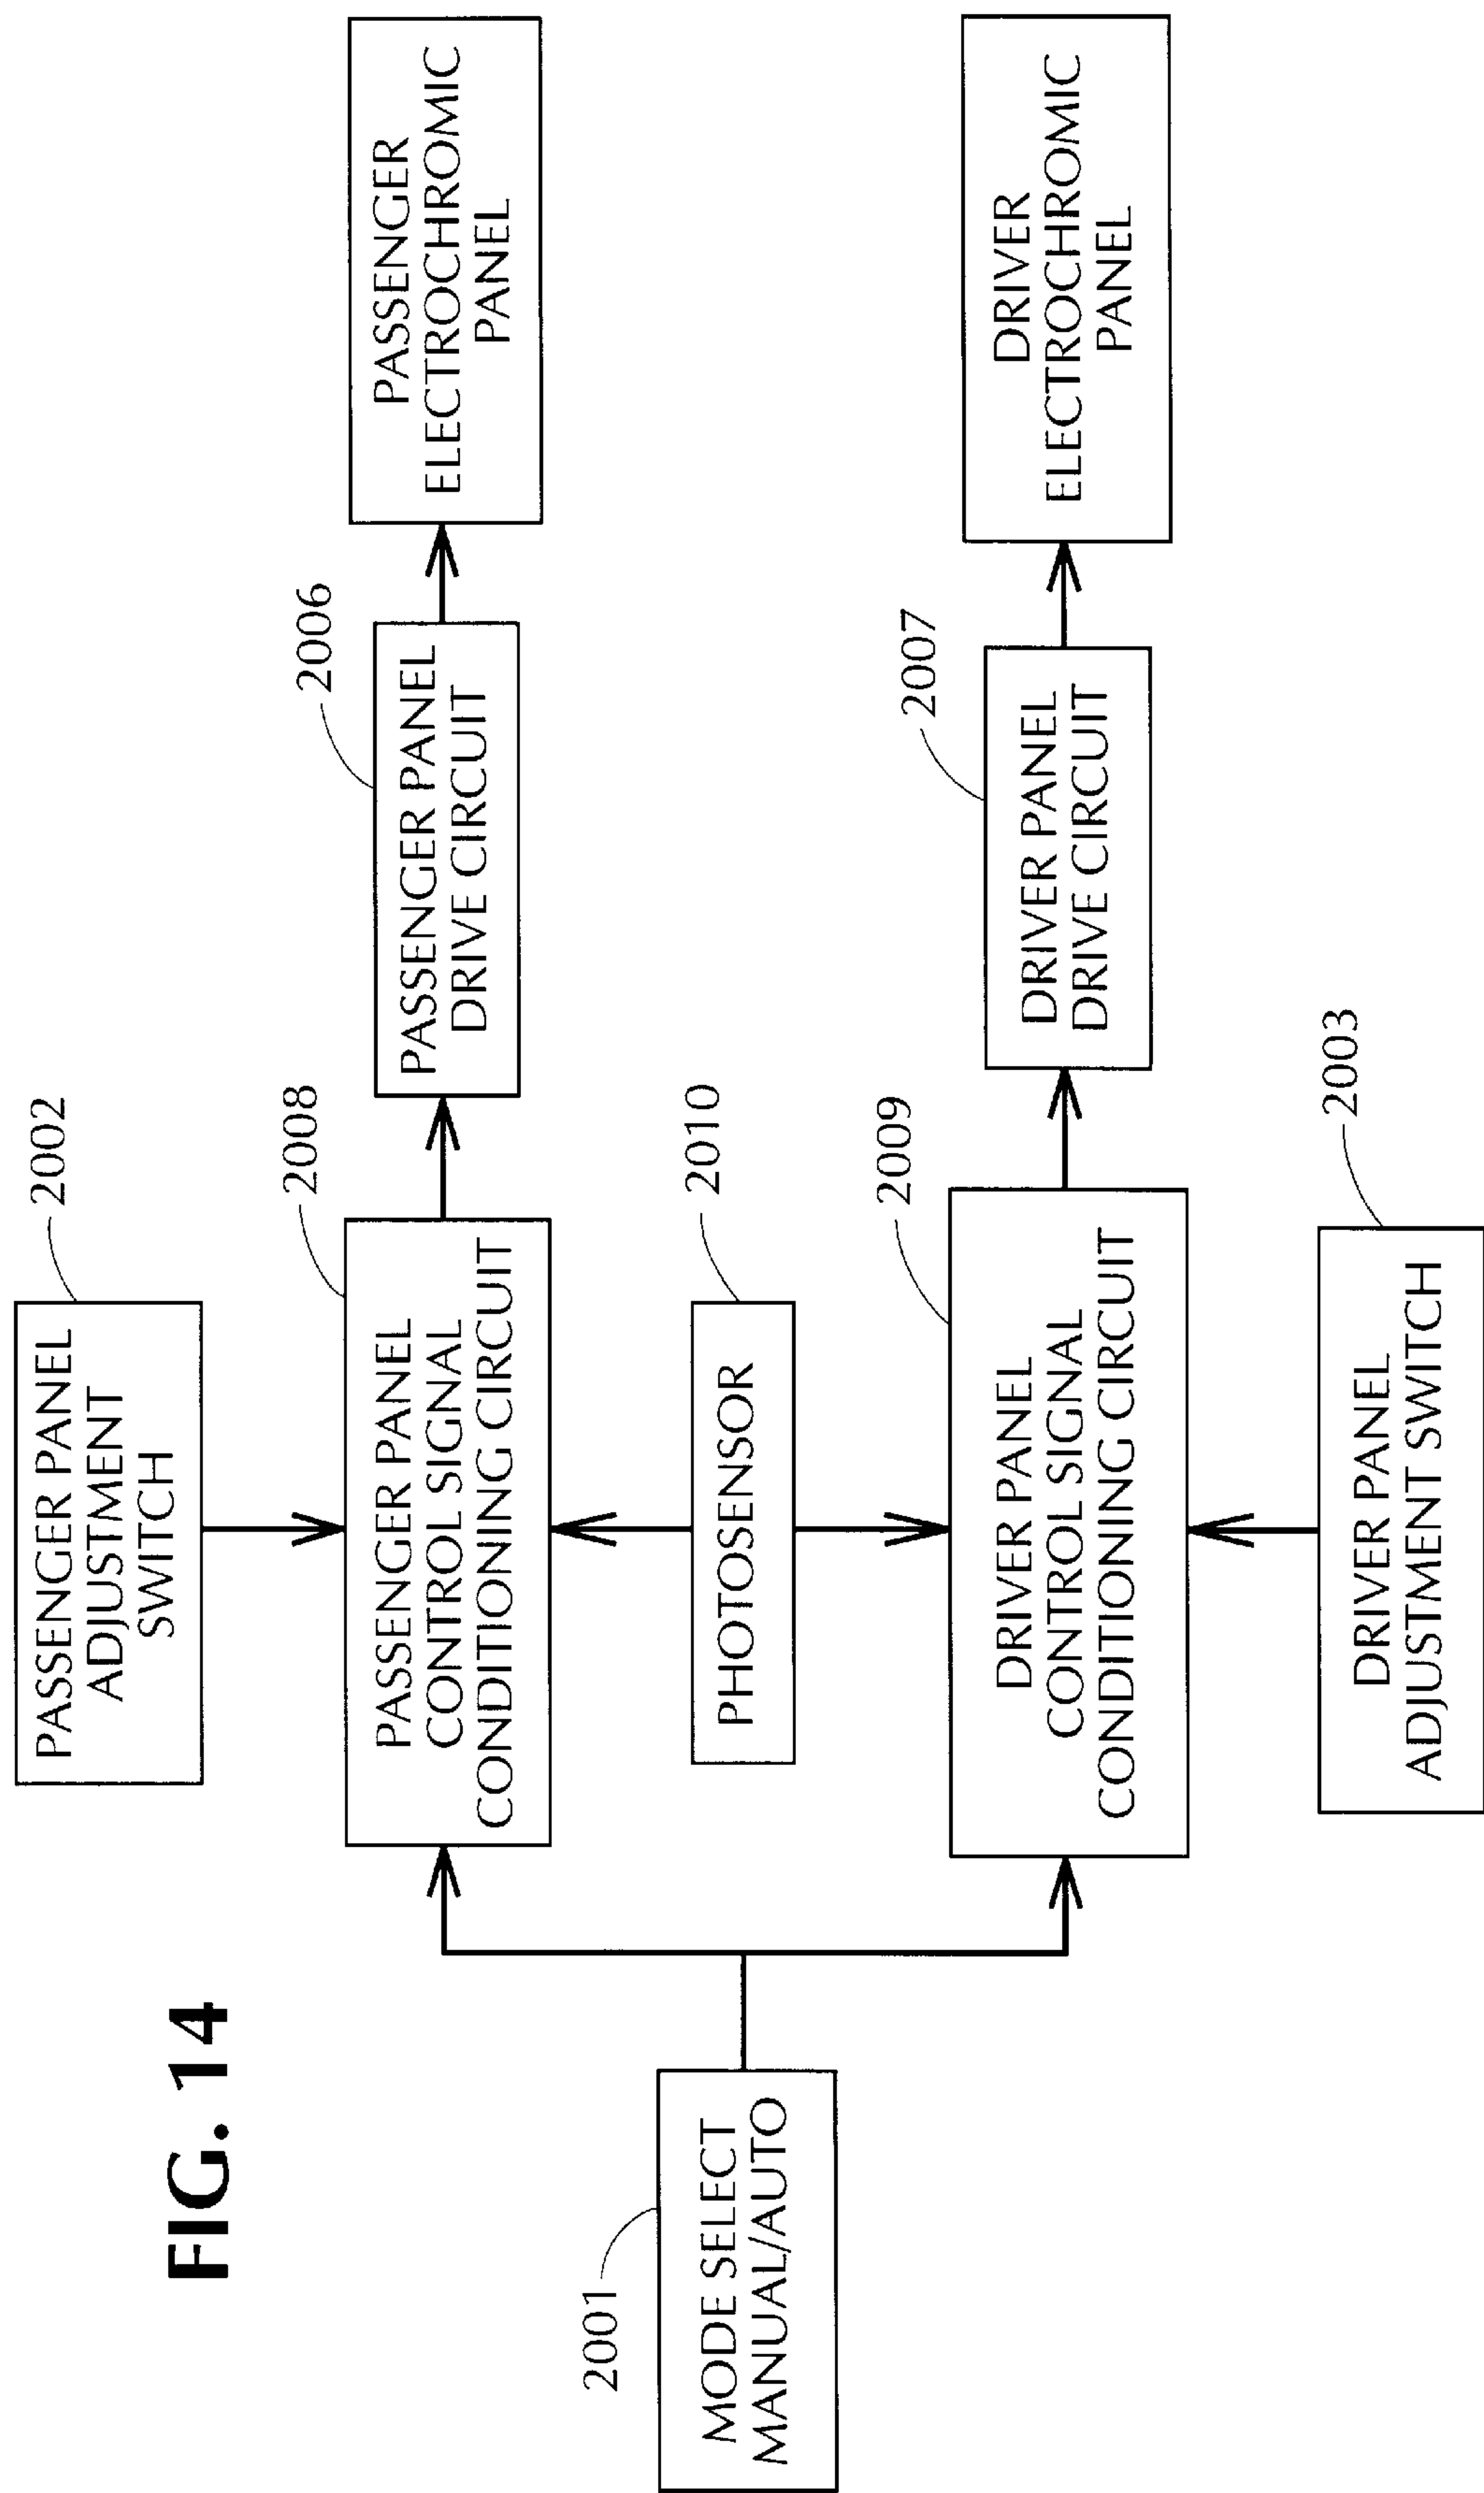 FIG. 14
2001
MODE SELECT
MANUAL/AUTO
2002
PASSENGER PANEL
ADJUSTMENT
SWITCH
2008
PASSENGER PANEL
CONTROL SIGNAL
CONDITIONING CIRCUIT
2006
PASSENGER PANEL
DRIVE CIRCUIT
PASSENGER
ELECTROCHROMIC
PANEL
2010
PHOTOSENSOR
2009
DRIVER PANEL
CONTROL SIGNAL
CONDITIONING CIRCUIT
2007
DRIVER PANEL
DRIVE CIRCUIT
DRIVER
ELECTROCHROMIC
PANEL
2003
DRIVER PANEL
ADJUSTMENT SWITCH